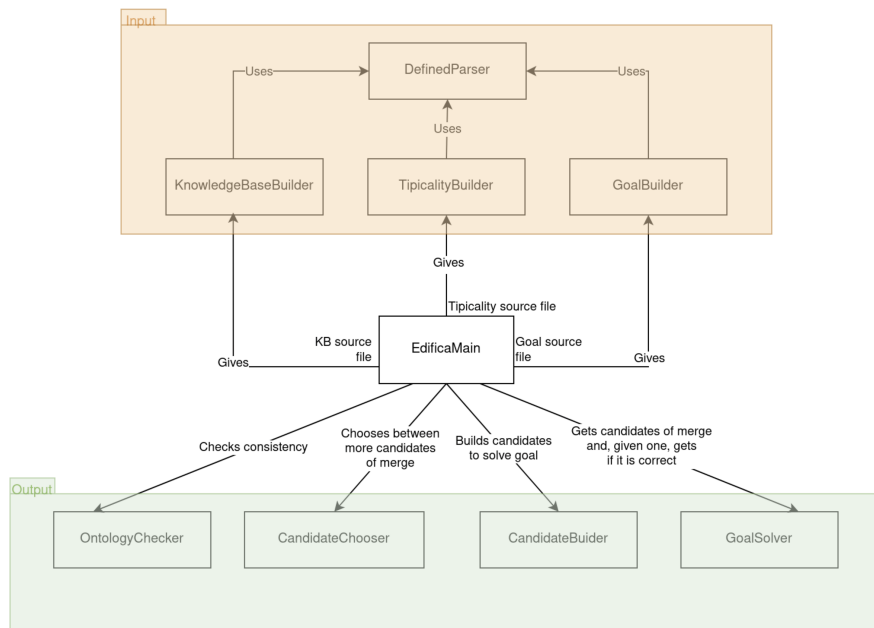 Input
DefinedParser
Uses
Uses
Uses
KnowledgeBaseBuilder
TipicalityBuilder
GoalBuilder
Gives
Tipicality source file
KB source
file
EdificaMain
Goal source
file
Gives
Gives
Checks consistency
Chooses between
more candidates
of merge
Builds candidates
to solve goal
Gets candidates of merge
and, given one, gets
if it is correct
Output
OntologyChecker
CandidateChooser
CandidateBuider
GoalSolver